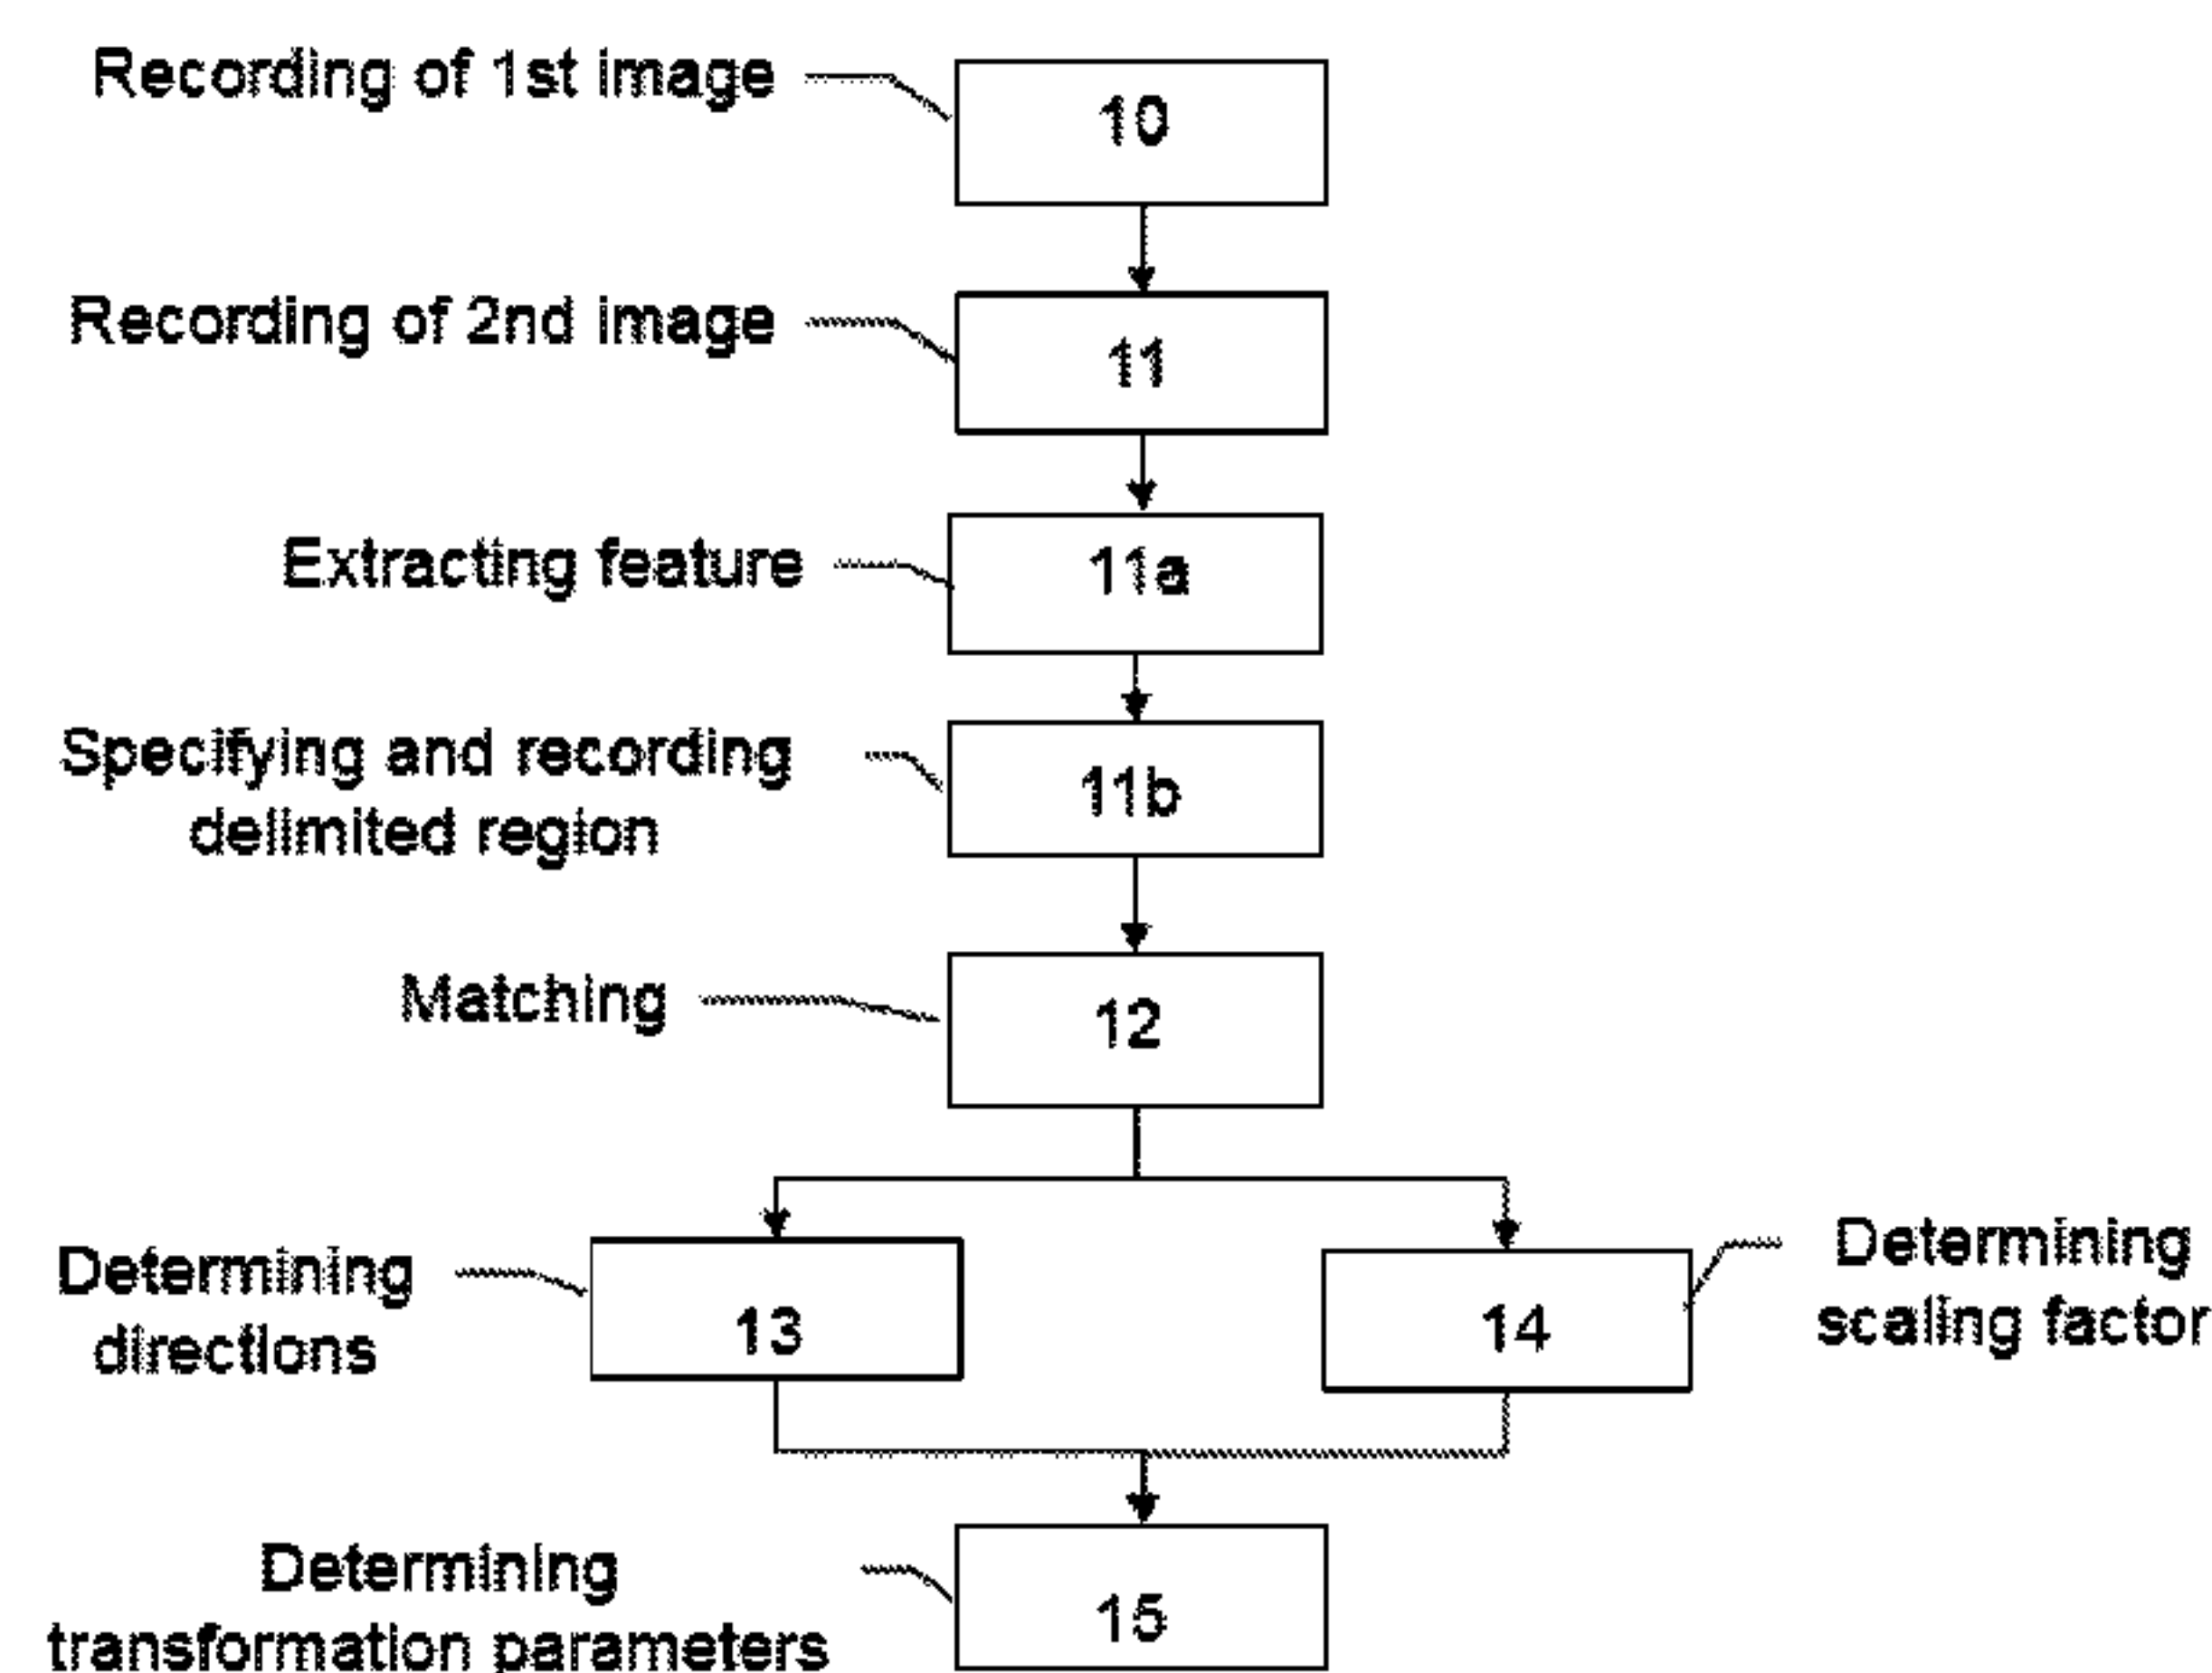 Recording of 1st image
10
Recording of 2nd image
11
Extracting feature
11a
Specifying and recording
delimited region
11b
Matching
12
Determining
directions
13
14
Determining
scaling factor
Determining
transformation parameters
15